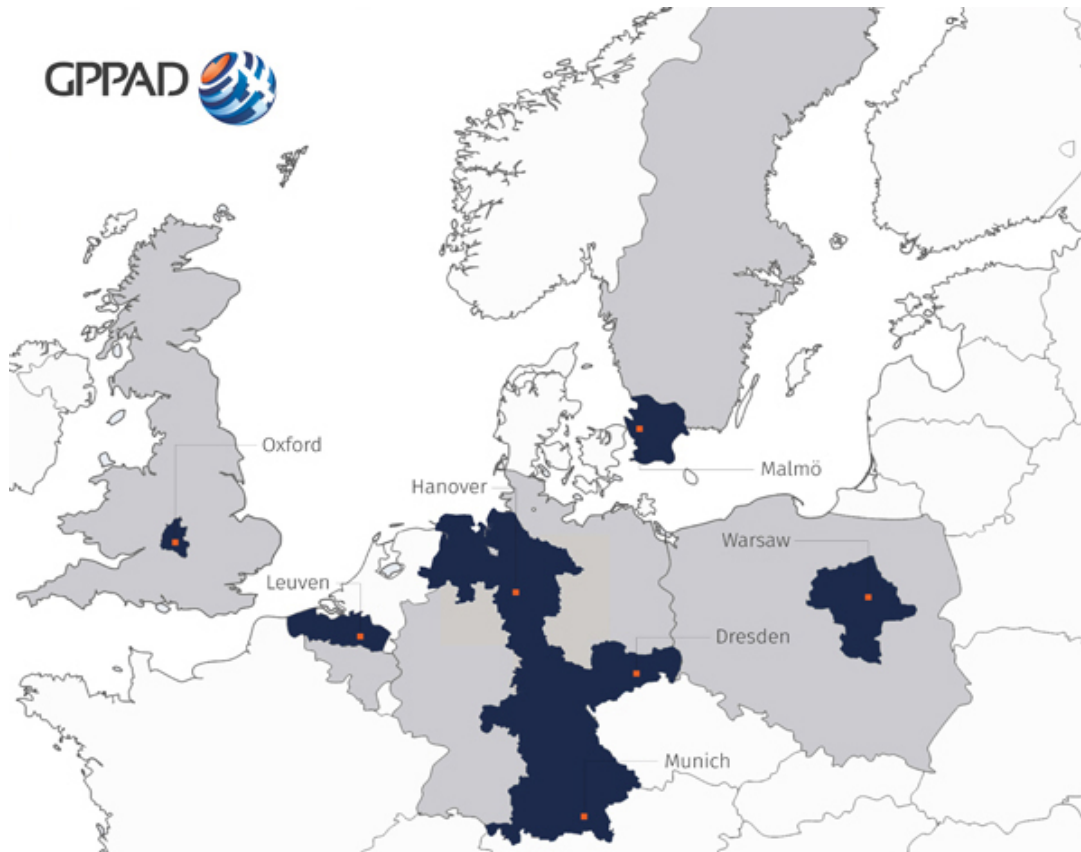 GPPAD
Oxford
Malmö
Hanover
Warsaw
Leuven
Dresden
Munich